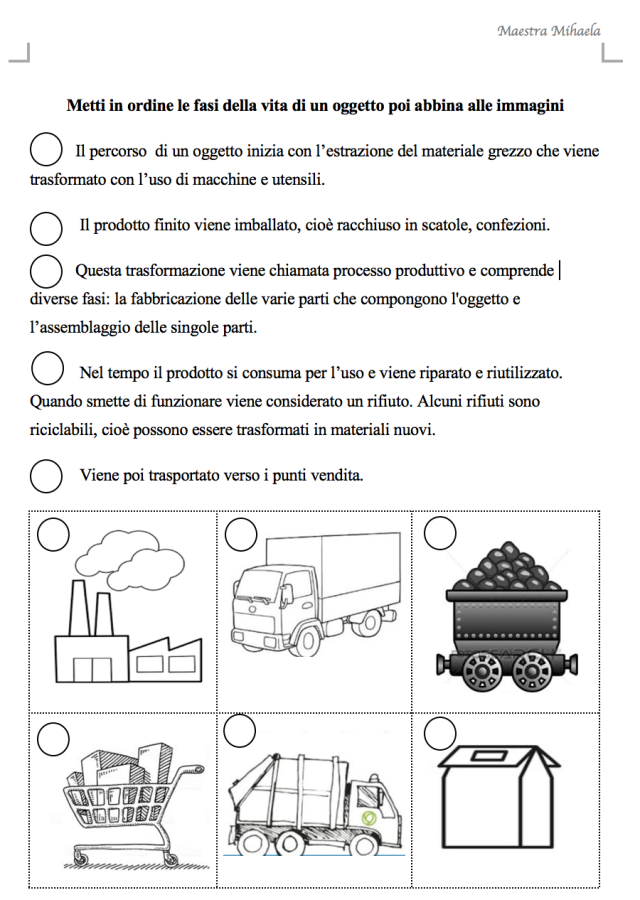 Maestra Mihaela
Metti in ordine le fasi della vita di un oggetto poi abbina alle immagini
Il percorso di un oggetto inizia con l’estrazione del materiale grezzo che viene
trasformato con l’uso di macchine e utensili.
Il prodotto finito viene imballato, cioè racchiuso in scatole, confezioni.
Questa trasformazione viene chiamata processo produttivo e comprende
diverse fasi: la fabbricazione delle varie parti che compongono l'oggetto e
l’assemblaggio delle singole parti.
Nel tempo il prodotto si consuma per l’uso e viene riparato e riutilizzato.
Quando smette di funzionare viene considerato un rifiuto. Alcuni rifiuti sono
riciclabili, cioè possono essere trasformati in materiali nuovi.
Viene poi trasportato verso i punti vendita.